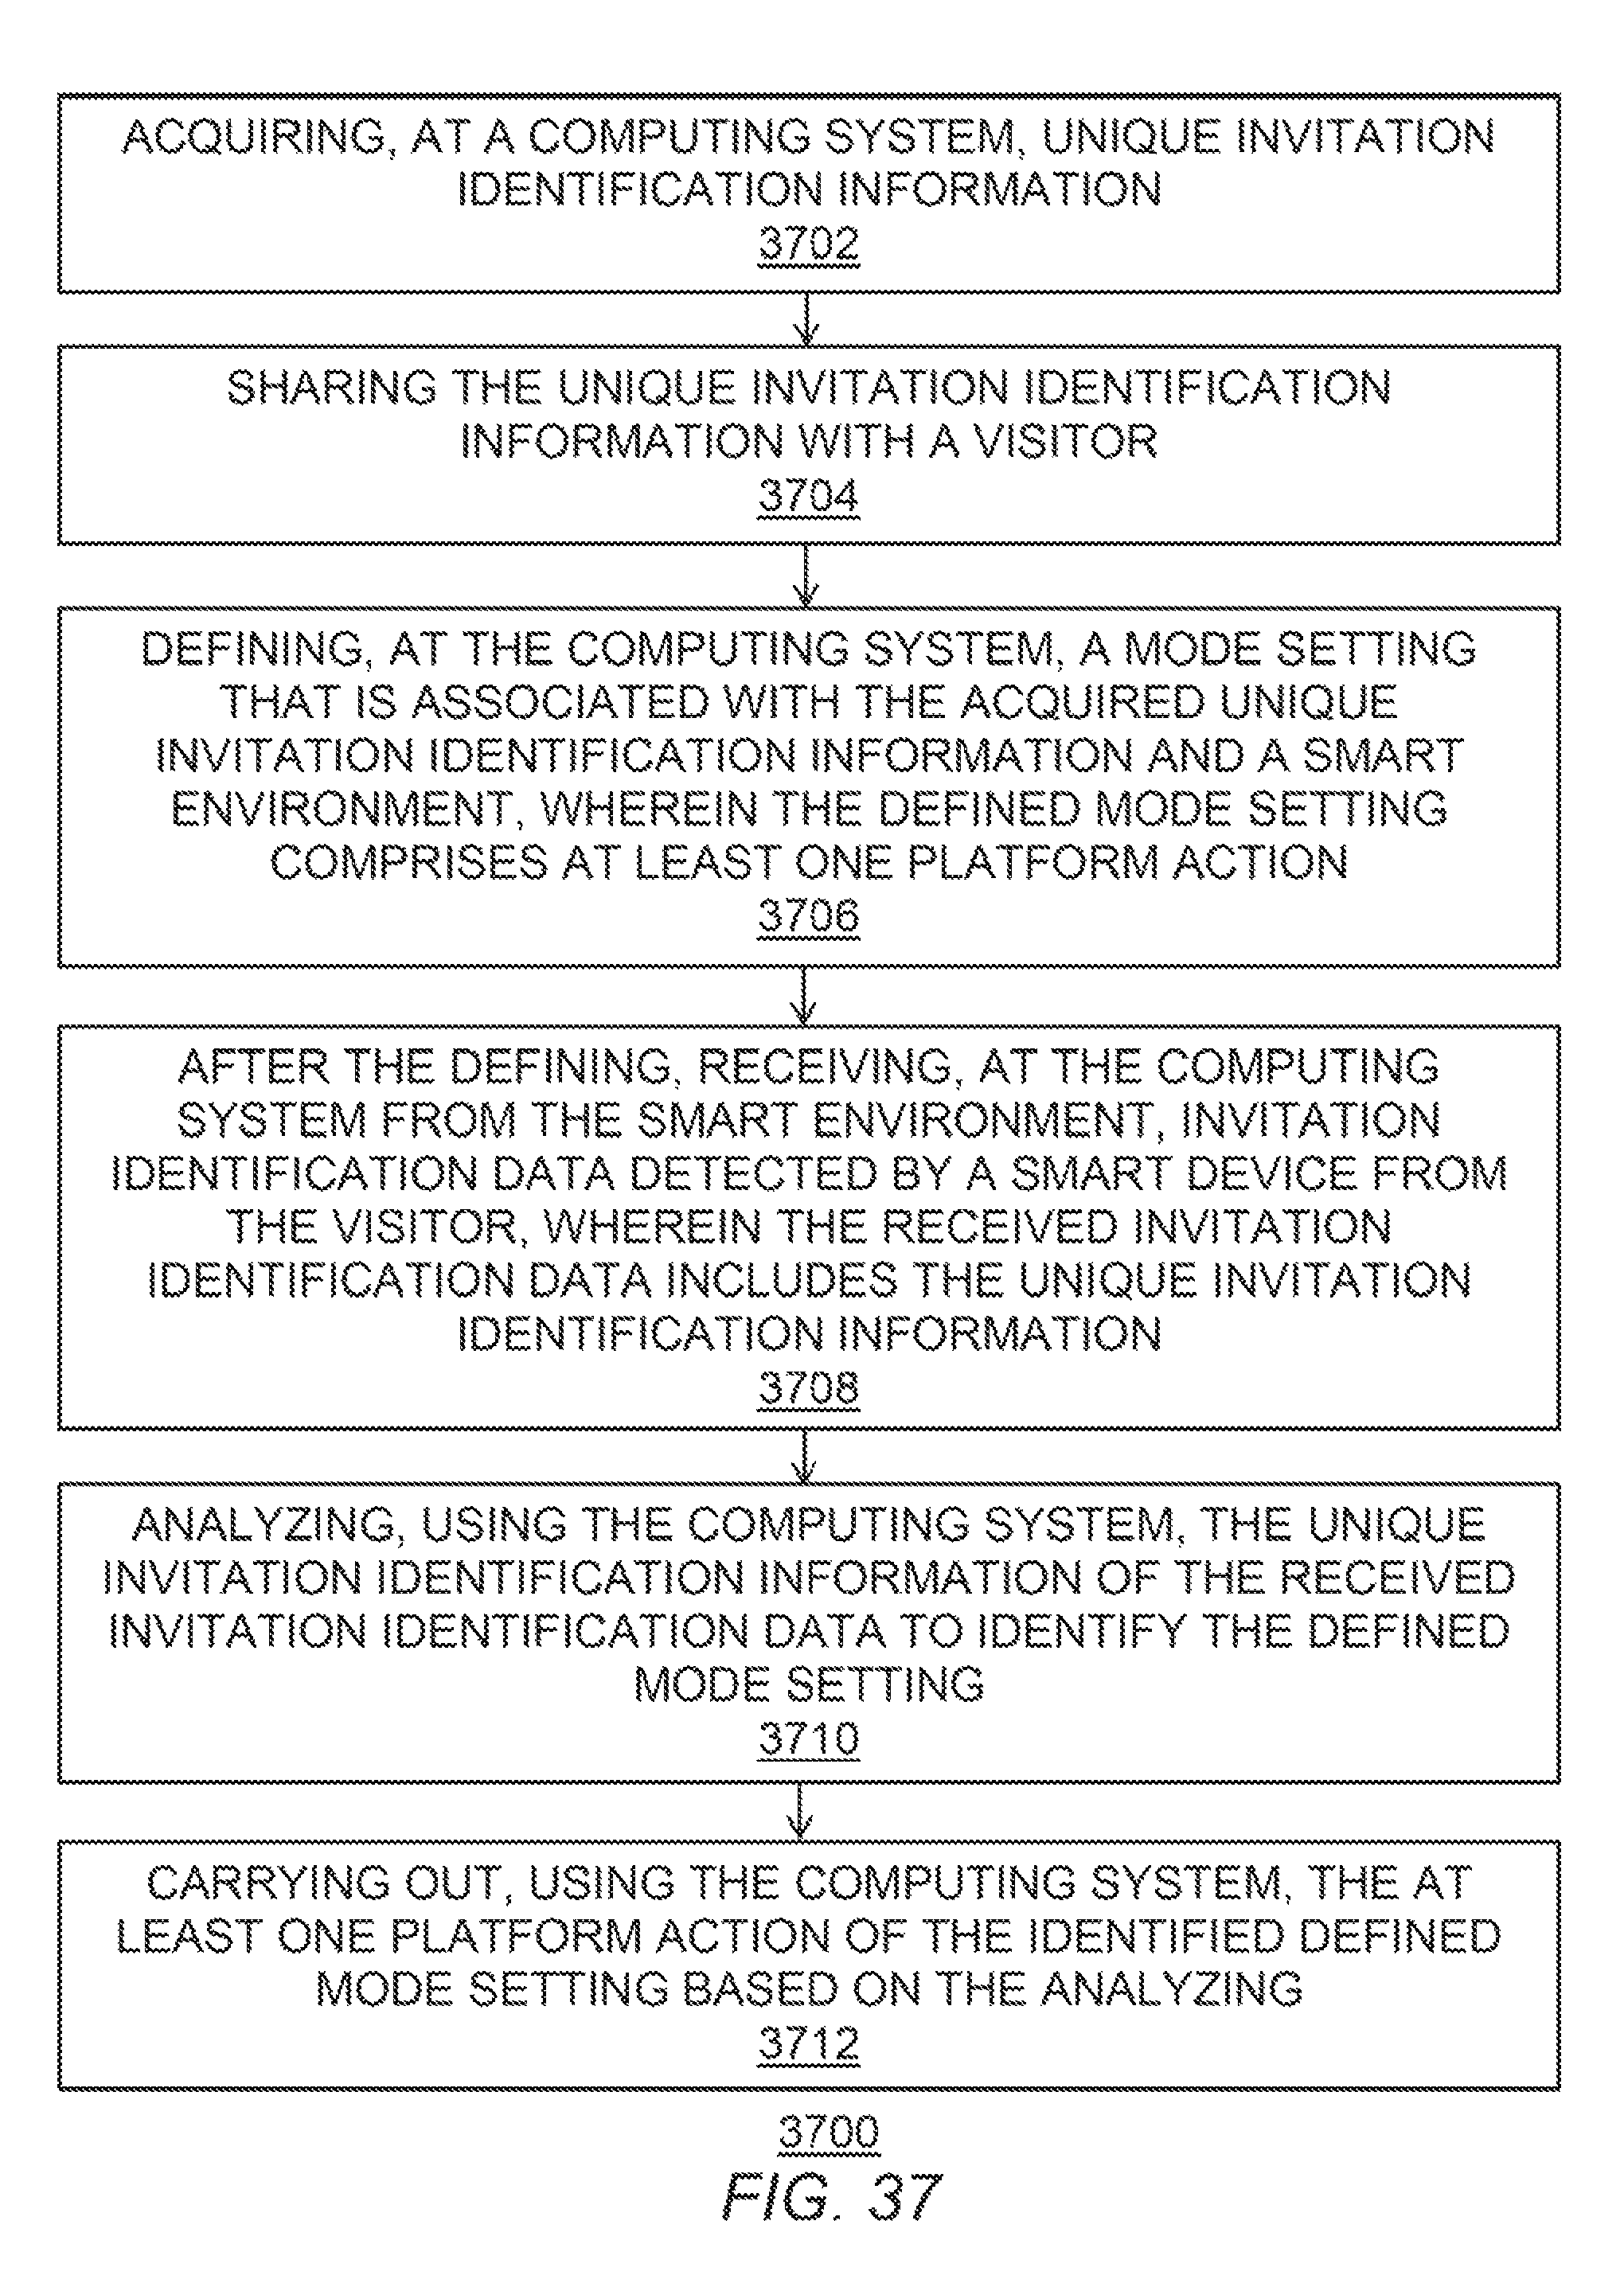 ACQUIRING, AT A COMPUTING SYSTEM, UNIQUE INVITATION
IDENTIFICATION INFORMATION
3702
SHARING THE UNIQUE INVITATION IDENTIFICATION
INFORMATION WITH A VISITOR
3704
DEFINING, AT THE COMPUTING SYSTEM, A MODE SETTING
THAT IS ASSOCIATED WITH THE ACQUIRED UNIQUE
INVITATION IDENTIFICATION INFORMATION AND A SMART
ENVIRONMENT, WHEREIN THE DEFINED MODE SETTING
COMPRISES AT LEAST ONE PLATFORM ACTION
3706
AFTER THE DEFINING, RECEIVING, AT THE COMPUTING
SYSTEM FROM THE SMART ENVIRONMENT, INVITATION
IDENTIFICATION DATA DETECTED BY A SMART DEVICE FROM
THE VISITOR, WHEREIN THE RECEIVED INVITATION
IDENTIFICATION DATA INCLUDES THE UNIQUE INVITATION
IDENTIFICATION INFORMATION
3708
ANALYZING, USING THE COMPUTING SYSTEM, THE UNIQUE
INVITATION IDENTIFICATION INFORMATION OF THE RECEIVED
INVITATION IDENTIFICATION DATA TO IDENTIFY THE DEFINED
MODE SETTING
3710
CARRYING OUT, USING THE COMPUTING SYSTEM, THE AT
LEAST ONE PLATFORM ACTION OF THE IDENTIFIED DEFINED
MODE SETTING BASED ON THE ANALYZING
3712
3700
FIG. 37